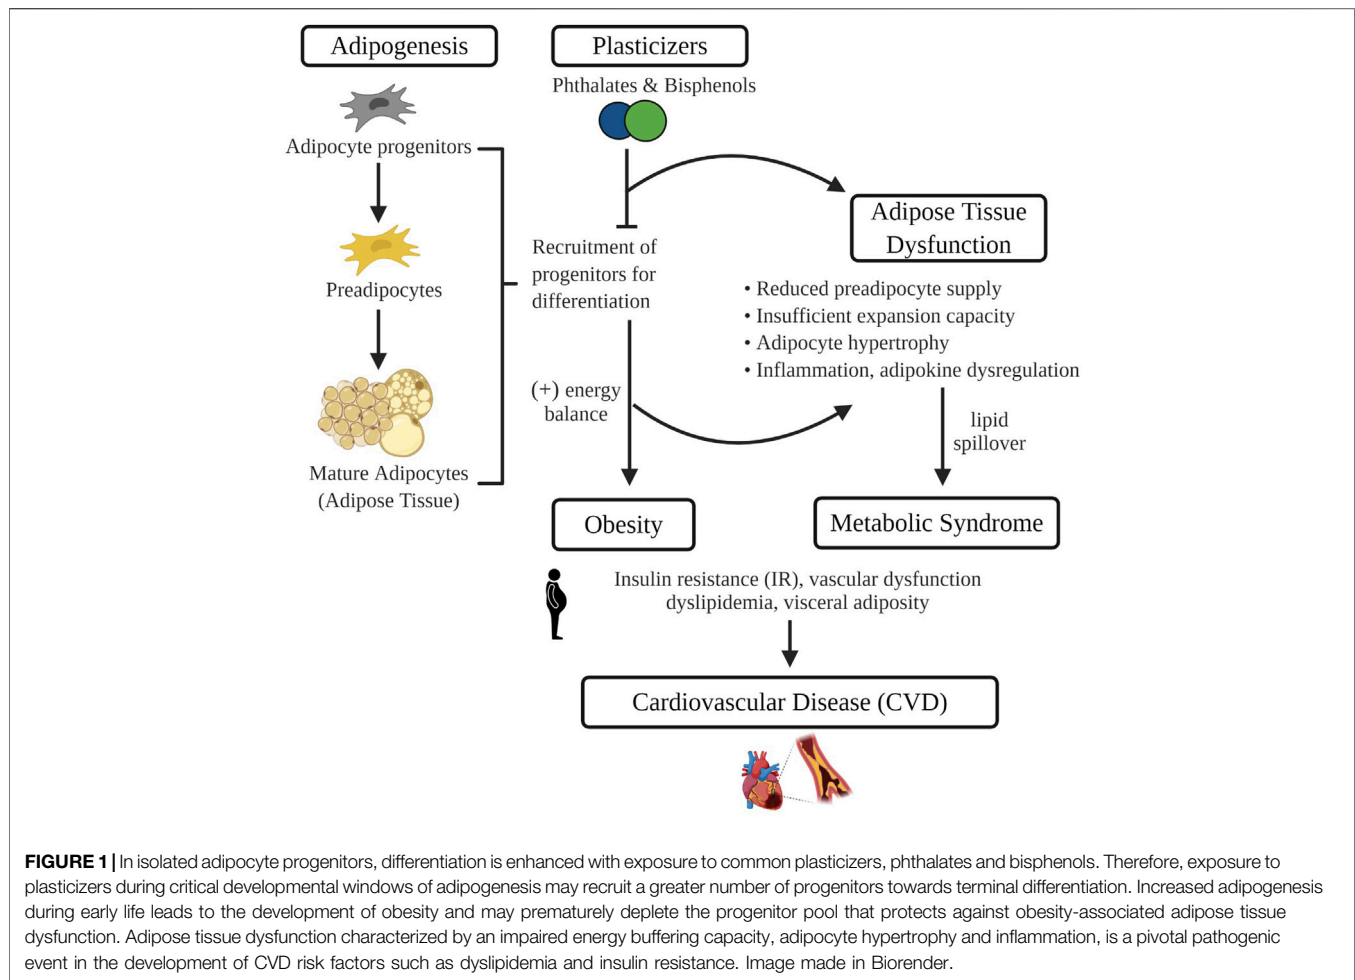 Adipogenesis
Adipocyte progenitors
Preadipocytes
Mature Adipocytes
(Adipose Tissue)
Plasticizers
Phthalates & Bisphenols
Recruitment of
progenitors for
differentiation
(+) energy
balance
Obesity
Adipose Tissue
Dysfunction
• Reduced preadipocyte supply
• Insufficient expansion capacity
• Adipocyte hypertrophy
• Inflammation, adipokine dysregulation
lipid
spillover
Metabolic Syndrome
Insulin resistance (IR), vascular dysfunction
dyslipidemia, visceral adiposity
Cardiovascular Disease (CVD)
FIGURE 1 | In isolated adipocyte progenitors, differentiation is enhanced with exposure to common plasticizers, phthalates and bisphenols. Therefore, exposure to
plasticizers during critical developmental windows of adipogenesis may recruit a greater number of progenitors towards terminal differentiation. Increased adipogenesis
during early life leads to the development of obesity and may prematurely deplete the progenitor pool that protects against obesity-associated adipose tissue
dysfunction. Adipose tissue dysfunction characterized by an impaired energy buffering capacity, adipocyte hypertrophy and inflammation, is a pivotal pathogenic
event in the development of CVD risk factors such as dyslipidemia and insulin resistance. Image made in Biorender.